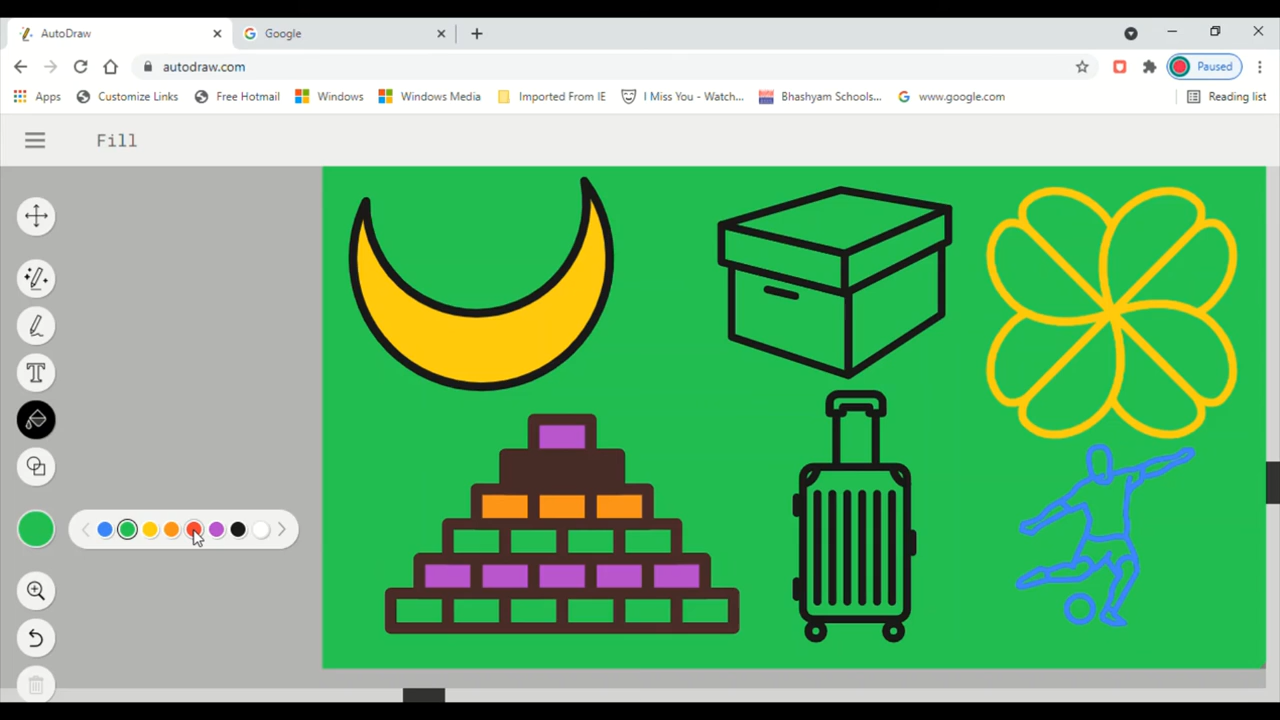 AutoDraw
Google
autodraw.com
Paused
Apps
Customize Links
Free Hotmail
Windows
Windows Media
Imported From IE
I Miss You - Watch...
Bhashyam Schools...
www.google.com
Reading list
Fill
T